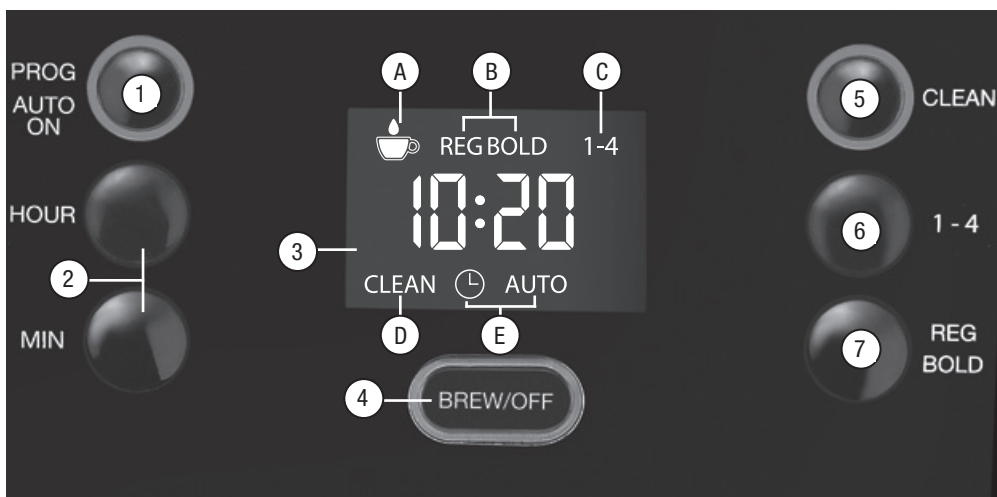 PROG
AUTO
ON
1
HOUR
2
MIN
A B C
REG BOLD 1-4
10:20
3
CLEAN AUTO
D E
4 BREW/OFF
5 CLEAN
6 1 - 4
7 REG
BOLD